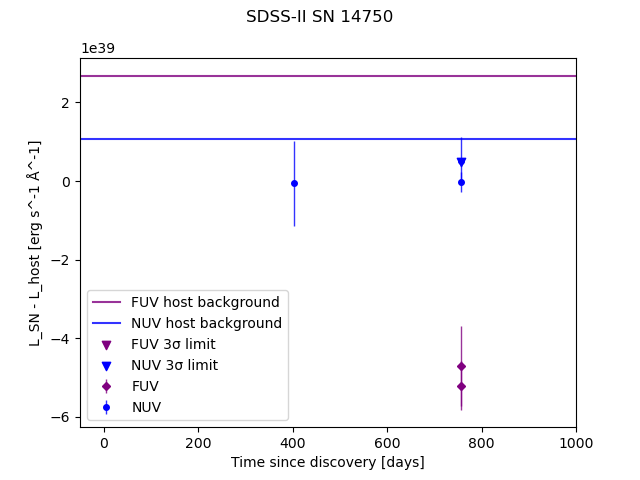 SDSS-II SN 14750
1e39
L_SN - L_host [erg s^-1 Å^-1]
2
0
−2
−4
−6
FUV host background
NUV host background
FUV 3σ limit
NUV 3σ limit
FUV
NUV
0 200 400 600 800 1000
Time since discovery [days]